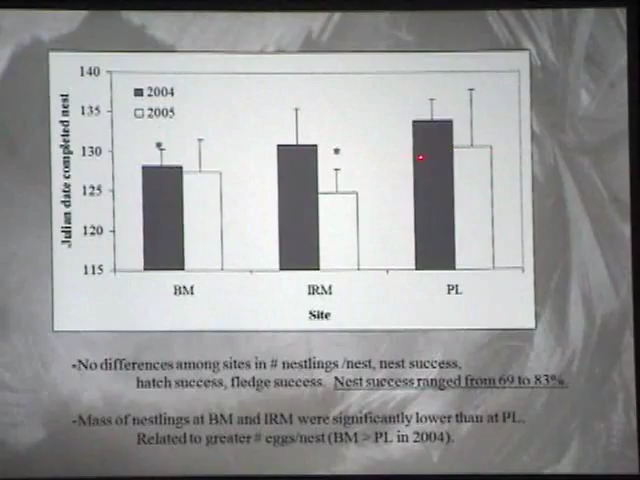 140
135
130
125
120
115
Julian date completed nest
2004
2005
*
*
BM IRM PL
Site
-No differences among sites in # nestlings /nest, nest success,
hatch success, fledge success. Nest success ranged from 69 to 83%.
-Mass of nestlings at BM and IRM were significantly lower than at PL.
Related to greater # eggs/nest (BM > PL in 2004).